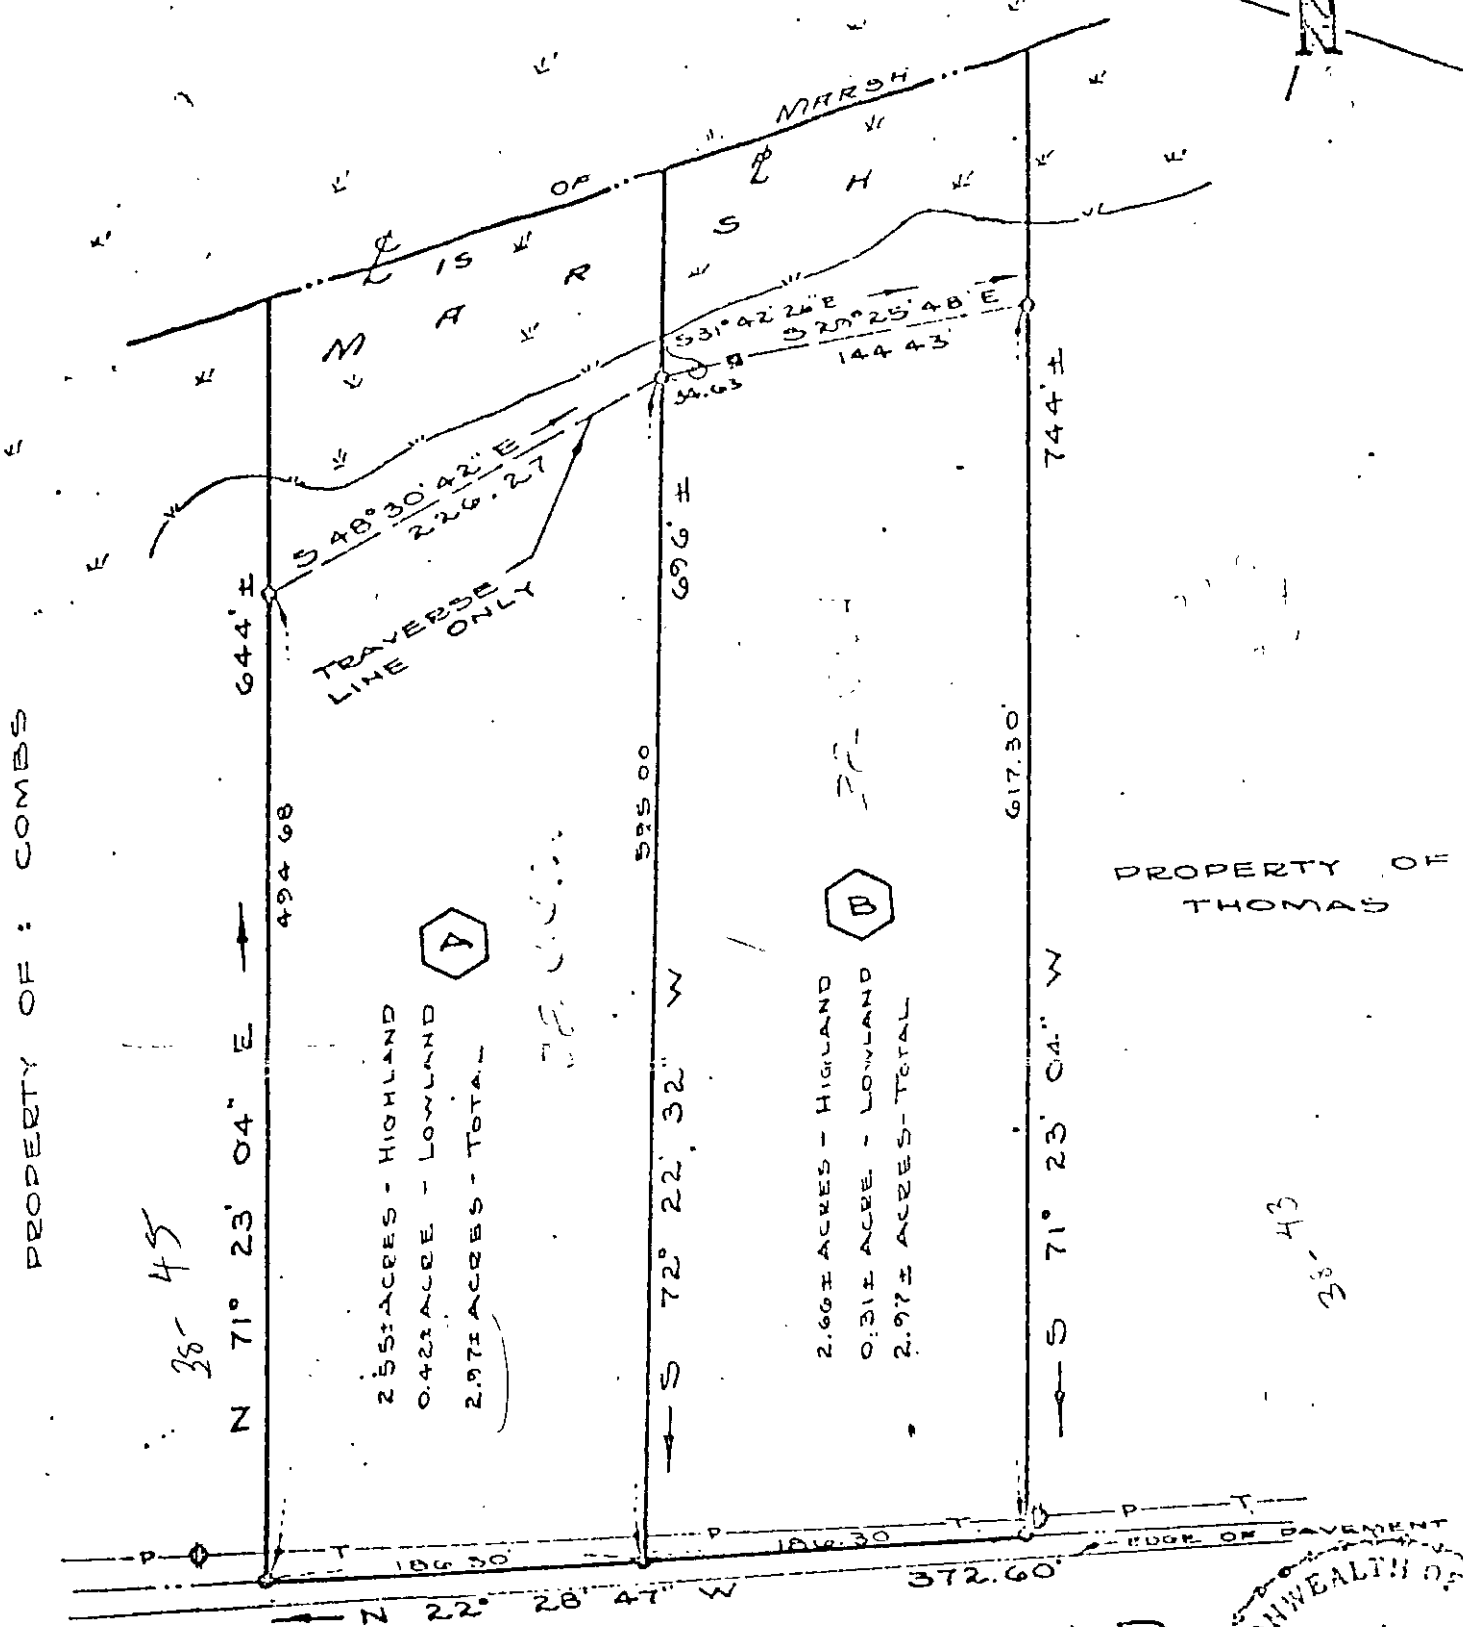 N
MARSH
OF
℄ IS ℄
M A R S H
S 31° 42' 26" E
S 27° 25' 48" E
34.63
144.43
S 48° 30' 42" E
226.27
TRAVERSE
LINE ONLY
644' ±
696' ±
744' ±
494.68
595.00
617.30'
PROPERTY OF : COMBS
PROPERTY OF
THOMAS
A
2.55± ACRES - HIGHLAND
0.42± ACRE - LOWLAND
2.97± ACRES - TOTAL
B
2.66± ACRES - HIGHLAND
0.31± ACRE - LOWLAND
2.97± ACRES - TOTAL
N 71° 23' 04" E
S 72° 22' 32" W
S 71° 23' 04" W
38-45
38-43
P T P T P T
186.30'
186.30
EDGE OF PAVEMENT
N 22° 28' 47" W
372.60'
NWEALTH OF